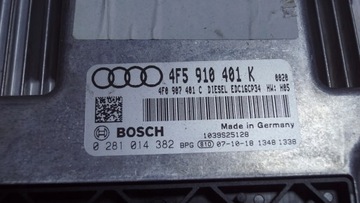 4F5 910 401 K 0020
4F0 907 401 C DIESEL EDC16CP34 HW: H05
Made in Germany
BOSCH
1039S25128
0 281 014 382 BPG 810 07-10-18 1348 1338